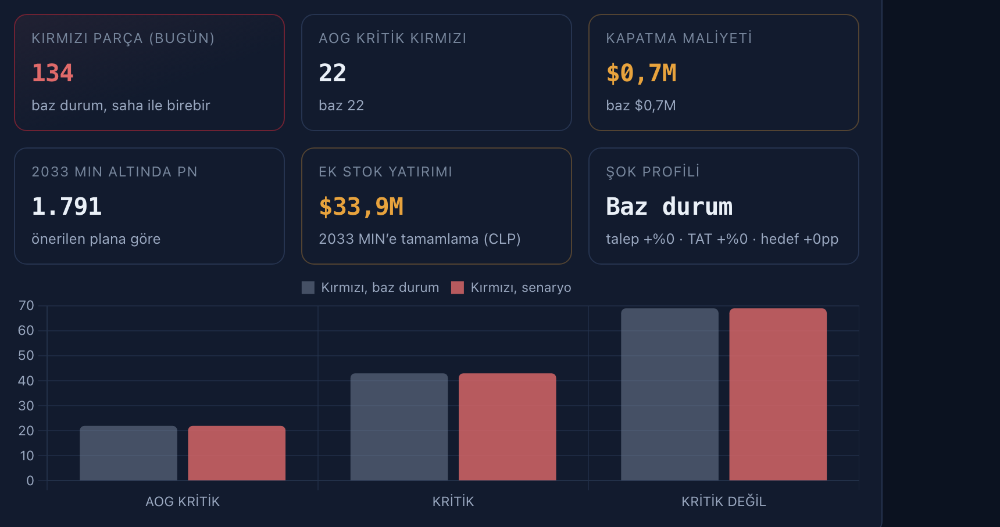 KIRMIZI PARÇA (BUGÜN)
134
baz durum, saha ile birebir
AOG KRİTİK KIRMIZI
22
baz 22
KAPATMA MALİYETİ
$0,7M
baz $0,7M
2033 MIN ALTINDA PN
1.791
önerilen plana göre
EK STOK YATIRIMI
$33,9M
2033 MIN’e tamamlama (CLP)
ŞOK PROFİLİ
Baz durum
talep +%0 · TAT +%0 · hedef +0pp
Kırmızı, baz durum
Kırmızı, senaryo
70
60
50
40
30
20
10
0
AOG KRİTİK
KRİTİK
KRİTİK DEĞİL